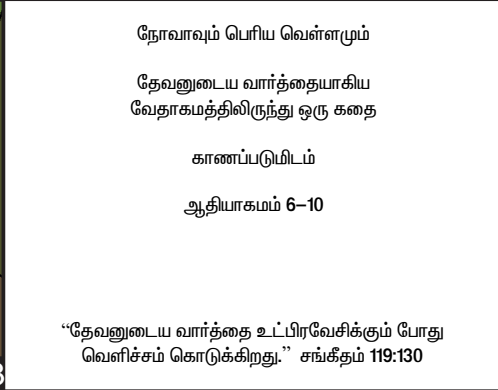 நோவாவும் பெரிய வெள்ளமும்
தேவனுடைய வார்த்தையாகிய
வேதாகமத்திலிருந்து ஒரு கதை
காணப்படுமிடம்
ஆதியாகமம் 6–10
“தேவனுடைய வார்த்தை உட்பிரவேசிக்கும் போது
வெளிச்சம் கொடுக்கிறது.” சங்கீதம் 119:130